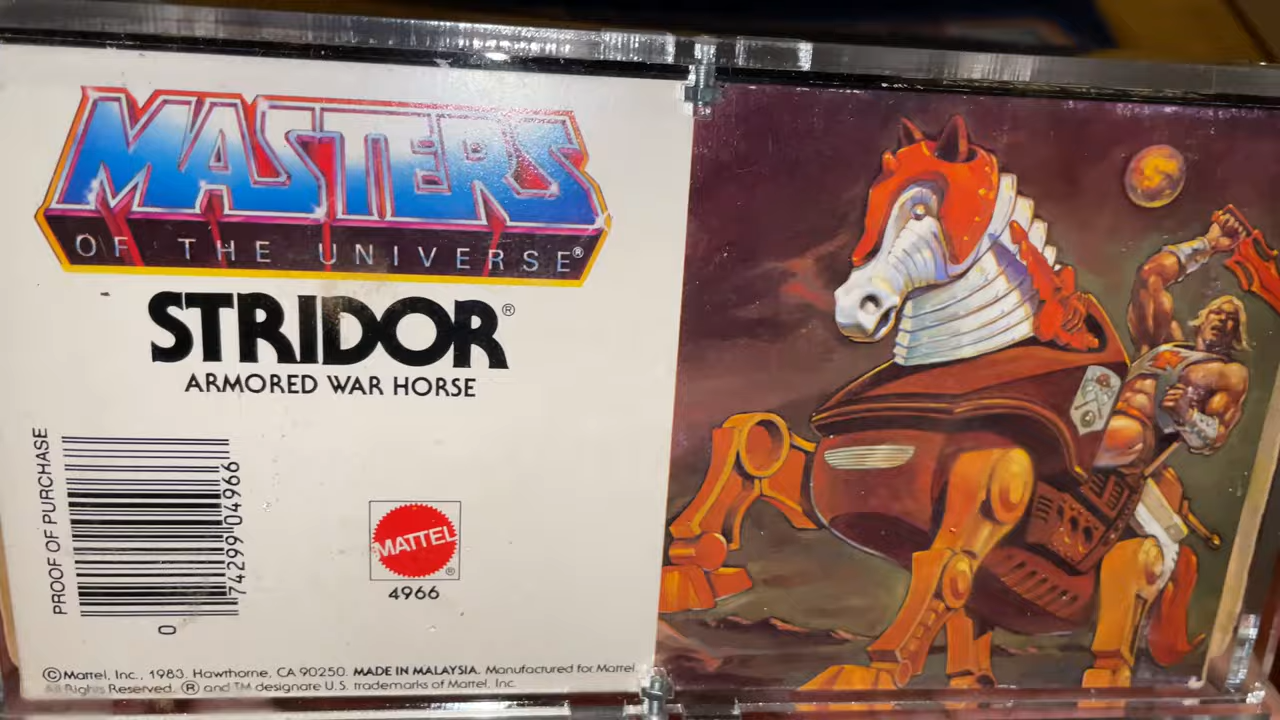 MASTERS
OF THE UNIVERSE®
STRIDOR®
ARMORED WAR HORSE
PROOF OF PURCHASE
0 74299 04966
MATTEL®
4966
©Mattel, Inc., 1983. Hawthorne, CA 90250. MADE IN MALAYSIA. Manufactured for Mattel.
All Rights Reserved. ® and TM designate U.S. trademarks of Mattel, Inc.